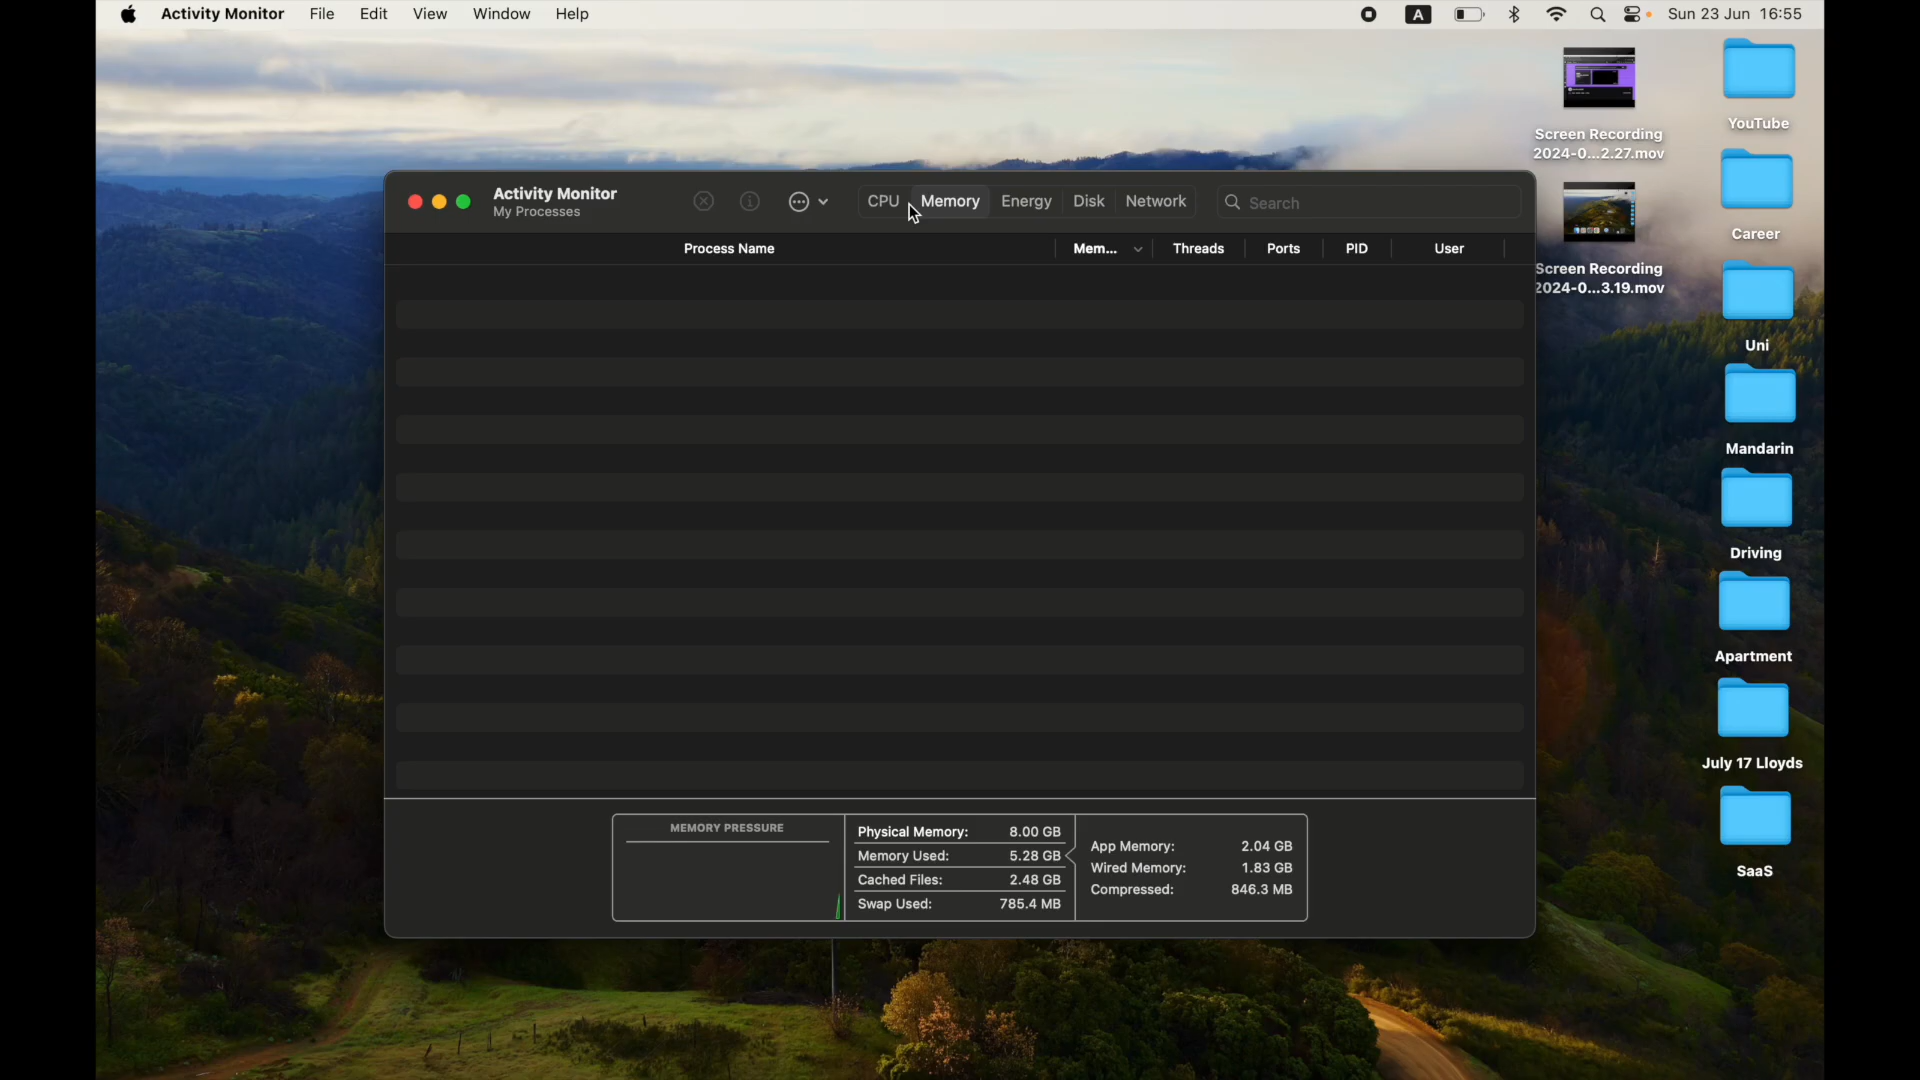 Activity Monitor File Edit View Window Help A Sun 23 Jun 16:55
Screen Recording
2024-0...2.27.mov
YouTube
Screen Recording
2024-0...3.19.mov
Career
Uni
Mandarin
Driving
Apartment
July 17 Lloyds
SaaS
Activity Monitor
My Processes
CPU Memory Energy Disk Network Search
Process Name Mem... Threads Ports PID User
MEMORY PRESSURE
Physical Memory: 8.00 GB
Memory Used: 5.28 GB
Cached Files: 2.48 GB
Swap Used: 785.4 MB
App Memory: 2.04 GB
Wired Memory: 1.83 GB
Compressed: 846.3 MB